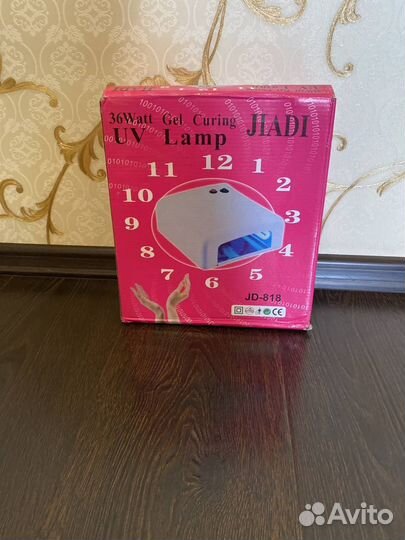 36Watt Gel Curing JIADI
UV Lamp
11 12 1
10 2
9 3
8 4
7 6 5
JD-818
CE
Avito